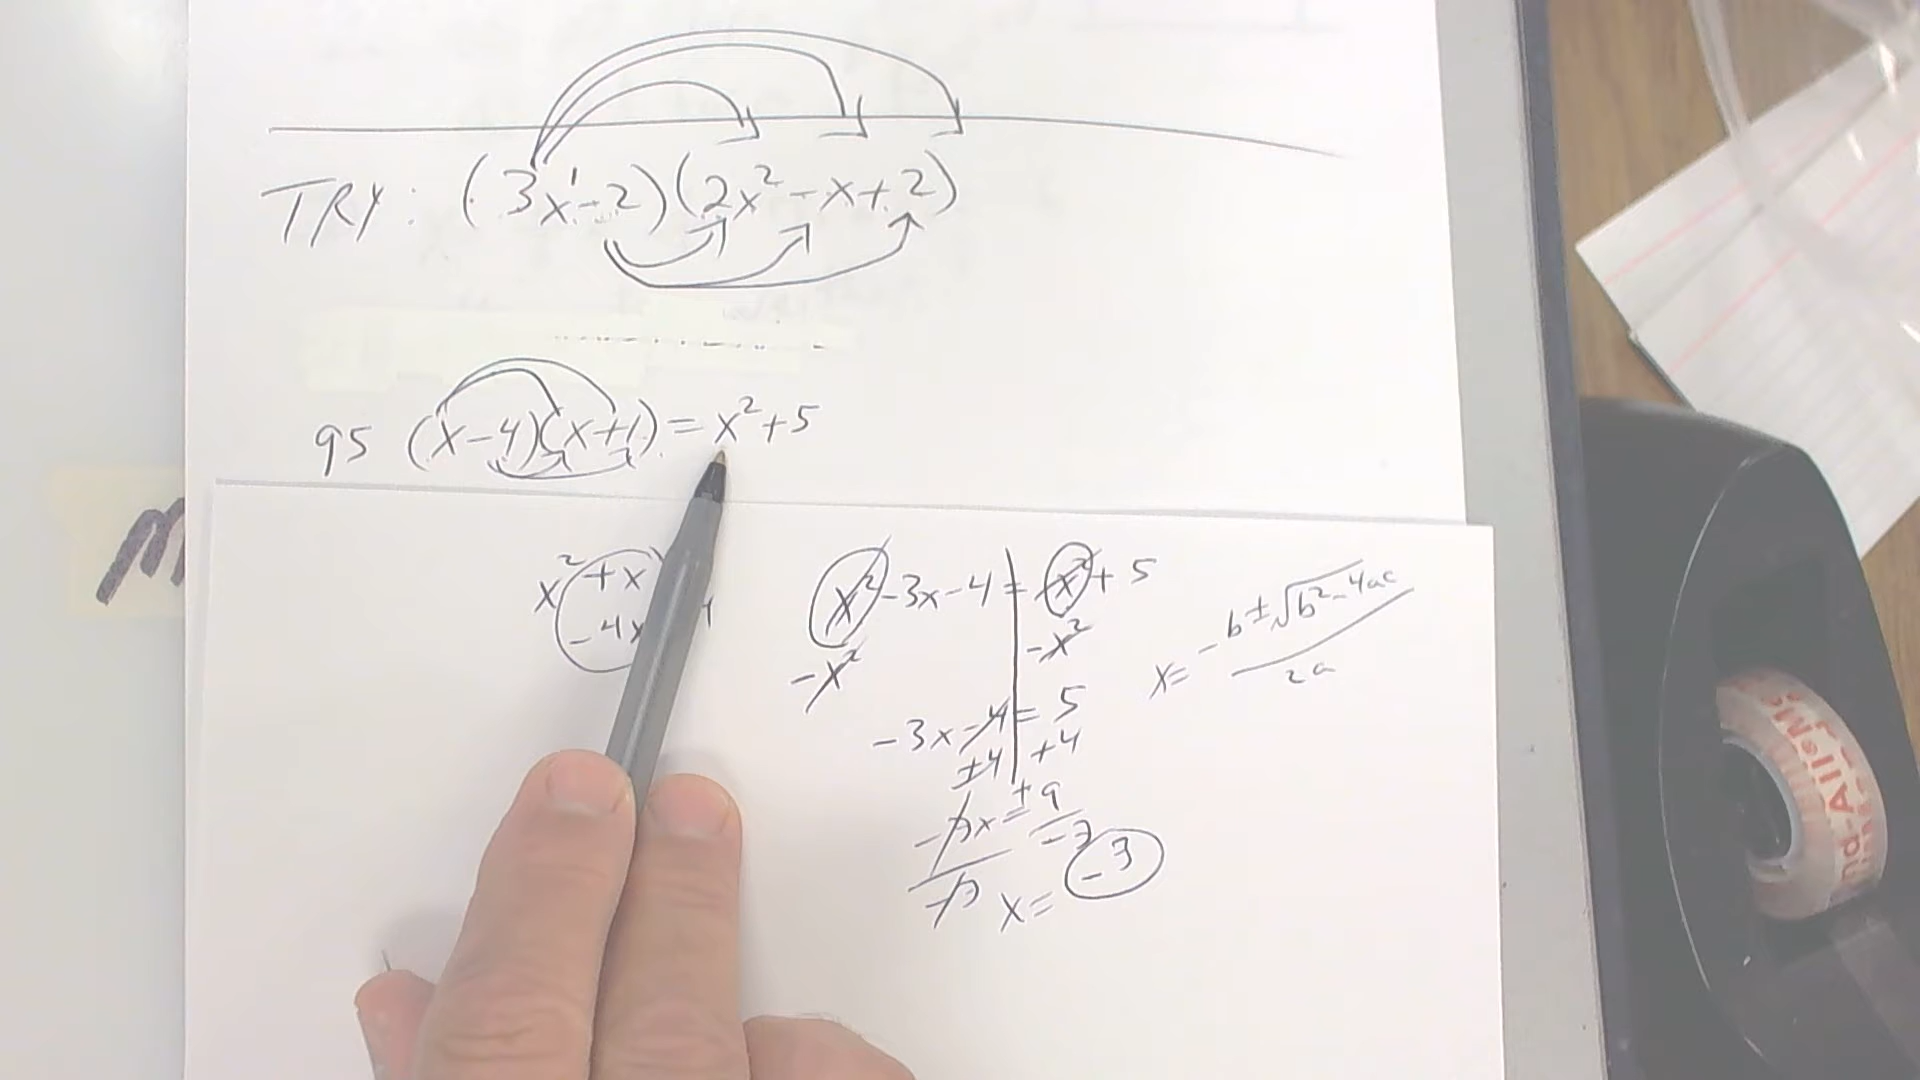 TRY: (3x¹-2)(2x²-x+2)
95 (x-4)(x+1) = x²+5
x² +x
-4x
x²-3x-4 = x²+5
-x² -x²
-3x-4 = 5
+4 +4
-3x = +9
-3 -3
x = -3
x = -b±√b²-4ac
2a